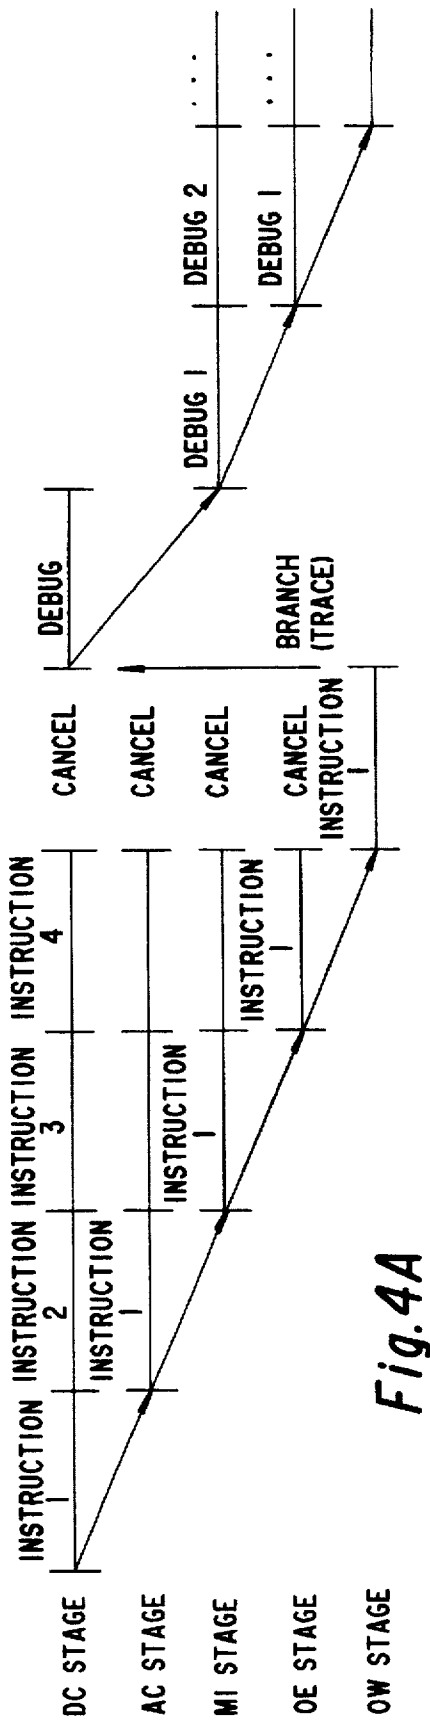 DC STAGE
INSTRUCTION 1
INSTRUCTION 2
INSTRUCTION 3
INSTRUCTION 4
CANCEL
DEBUG
AC STAGE
INSTRUCTION 1
CANCEL
MI STAGE
INSTRUCTION 1
CANCEL
DEBUG 1
DEBUG 2
. . .
OE STAGE
INSTRUCTION 1
CANCEL
BRANCH
(TRACE)
DEBUG 1
. . .
OW STAGE
INSTRUCTION 1
Fig.4A